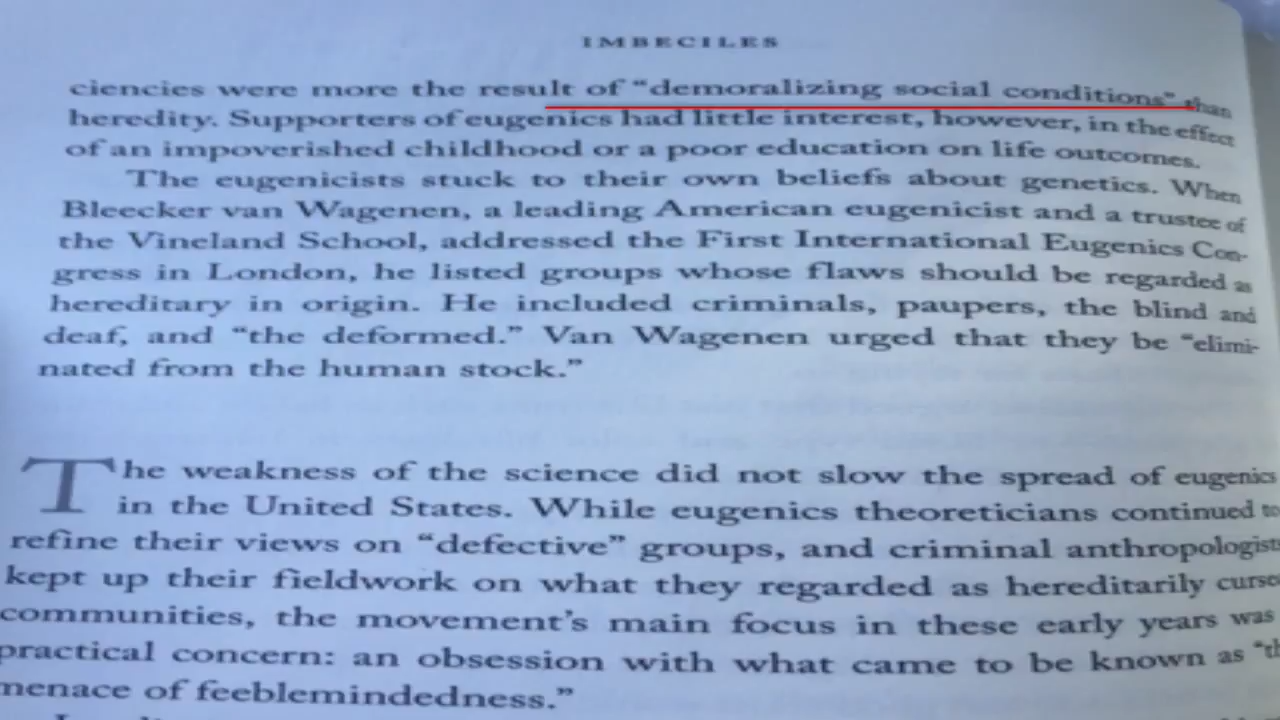 IMBECILES
ciencies were more the result of “demoralizing social conditions” than
heredity. Supporters of eugenics had little interest, however, in the effect
of an impoverished childhood or a poor education on life outcomes.
The eugenicists stuck to their own beliefs about genetics. When
Bleecker van Wagenen, a leading American eugenicist and a trustee of
the Vineland School, addressed the First International Eugenics Con-
gress in London, he listed groups whose flaws should be regarded as
hereditary in origin. He included criminals, paupers, the blind and
deaf, and “the deformed.” Van Wagenen urged that they be “elimi-
nated from the human stock.”
The weakness of the science did not slow the spread of eugenics
in the United States. While eugenics theoreticians continued to
refine their views on “defective” groups, and criminal anthropologists
kept up their fieldwork on what they regarded as hereditarily
communities, the movement’s main focus in these early years was
practical concern: an obsession with what came to be known as
menace of feeblemindedness.”